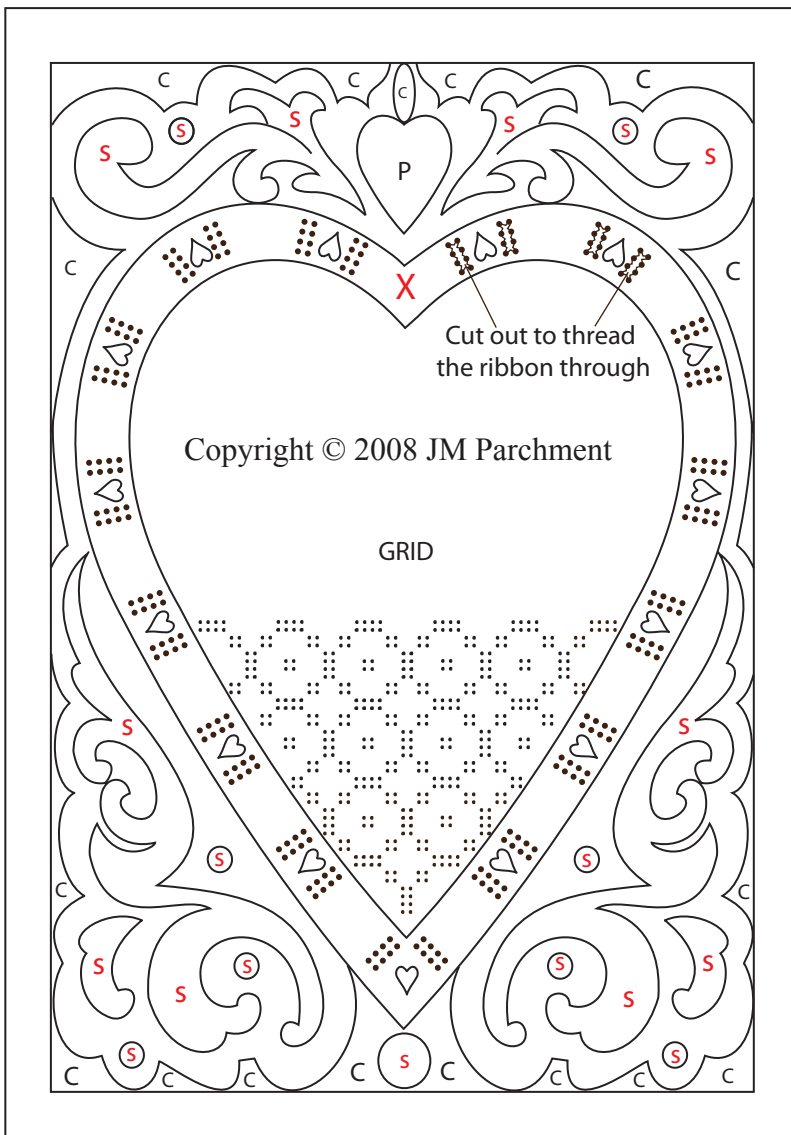 C C C C C
S S S S
S S
P
C C
X
Cut out to thread
the ribbon through
Copyright © 2008 JM Parchment
GRID
S S
S S
C C
S S S S
S S
S S S
C C C C C C C C